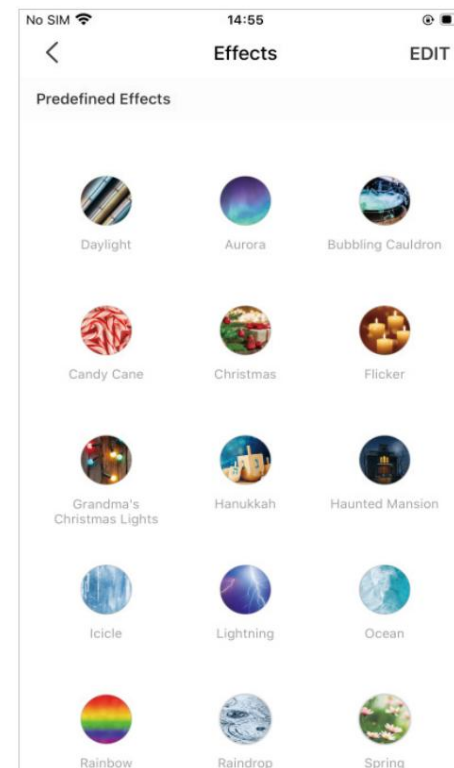 No SIM 14:55
Effects EDIT
Predefined Effects
Daylight Aurora Bubbling Cauldron
Candy Cane Christmas Flicker
Grandma's Hanukkah Haunted Mansion
Christmas Lights
Icicle Lightning Ocean
Rainbow Raindrop Spring